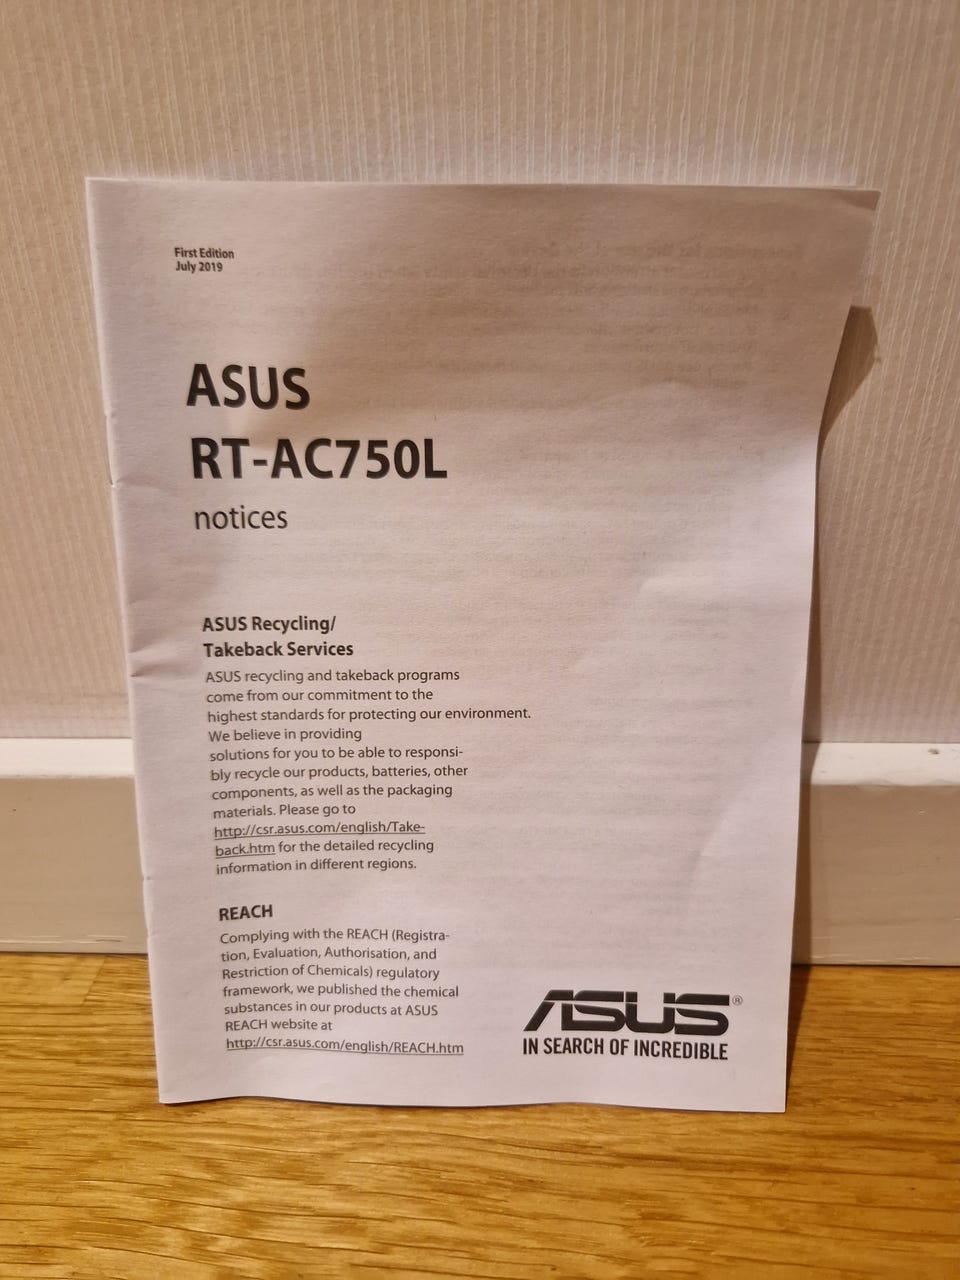 First Edition
July 2019
ASUS
RT-AC750L
notices
ASUS Recycling/
Takeback Services
ASUS recycling and takeback programs
come from our commitment to the
highest standards for protecting our environment.
We believe in providing
solutions for you to be able to responsi-
bly recycle our products, batteries, other
components, as well as the packaging
materials. Please go to
http://csr.asus.com/english/Take-
back.htm for the detailed recycling
information in different regions.
REACH
Complying with the REACH (Registra-
tion, Evaluation, Authorisation, and
Restriction of Chemicals) regulatory
framework, we published the chemical
substances in our products at ASUS
REACH website at
http://csr.asus.com/english/REACH.htm
ASUS®
IN SEARCH OF INCREDIBLE